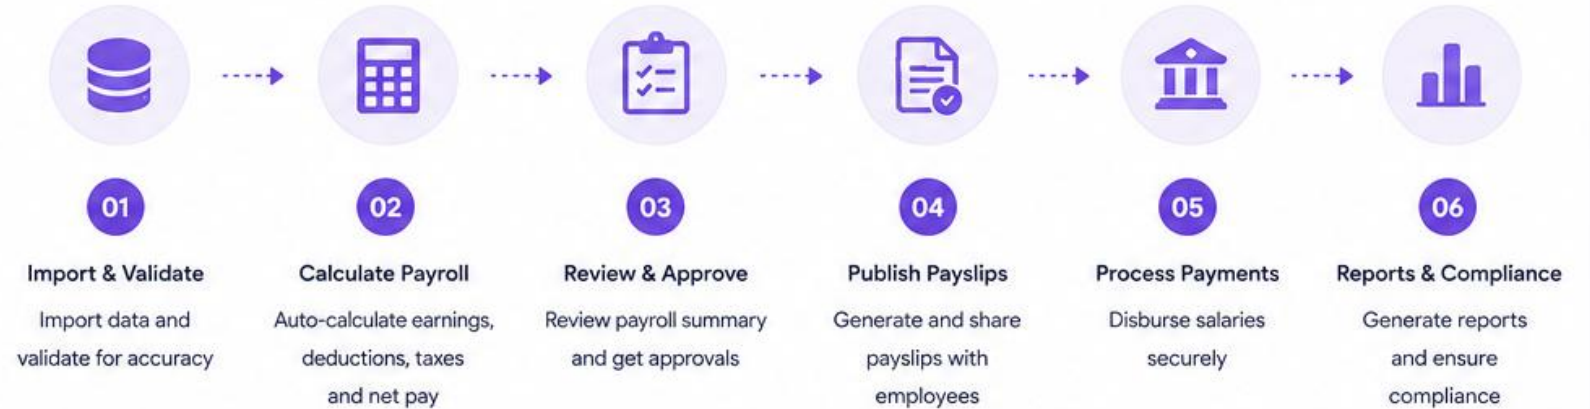 01
Import & Validate
Import data and
validate for accuracy
02
Calculate Payroll
Auto-calculate earnings,
deductions, taxes
and net pay
03
Review & Approve
Review payroll summary
and get approvals
04
Publish Payslips
Generate and share
payslips with
employees
05
Process Payments
Disburse salaries
securely
06
Reports & Compliance
Generate reports
and ensure
compliance